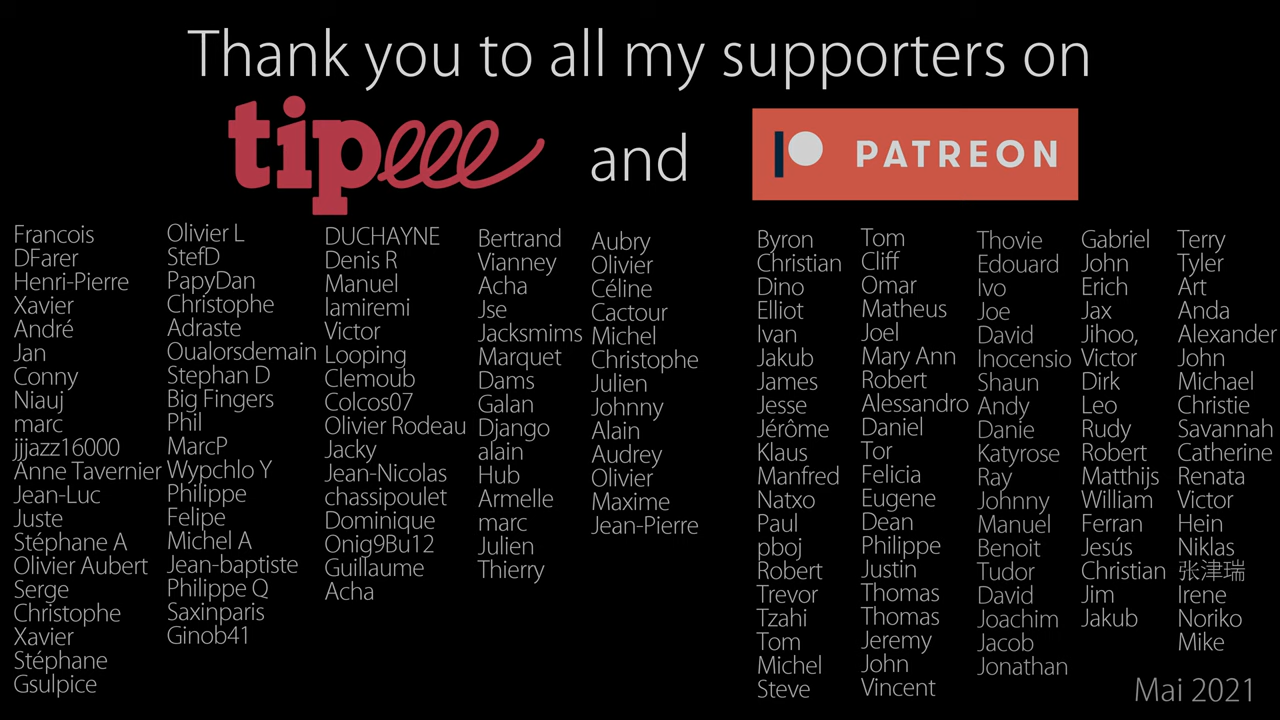 Thank you to all my supporters on
tipeee and PATREON
Francois
DFarer
Henri-Pierre
Xavier
André
Jan
Conny
Niauj
marc
jjjazz16000
Anne Tavernier
Jean-Luc
Juste
Stéphane A
Olivier Aubert
Serge
Christophe
Xavier
Stéphane
Gsulpice
Olivier L
StefD
PapyDan
Christophe
Adraste
Oualorsdemain
Stephan D
Big Fingers
Phil
MarcP
Wypchlo Y
Philippe
Felipe
Michel A
Jean-baptiste
Philippe Q
Saxinparis
Ginob41
DUCHAYNE
Denis R
Manuel
lamiremi
Victor
Looping
Clemoub
Colcos07
Olivier Rodeau
Jacky
Jean-Nicolas
chassipoulet
Dominique
Onig9Bu12
Guillaume
Acha
Bertrand
Vianney
Acha
Jse
Jacksmims
Marquet
Dams
Galan
Django
alain
Hub
Armelle
marc
Julien
Thierry
Aubry
Olivier
Céline
Cactour
Michel
Christophe
Julien
Johnny
Alain
Audrey
Olivier
Maxime
Jean-Pierre
Byron
Christian
Dino
Elliot
Ivan
Jakub
James
Jesse
Jérôme
Klaus
Manfred
Natxo
Paul
pboj
Robert
Trevor
Tzahi
Tom
Michel
Steve
Tom
Cliff
Omar
Matheus
Joel
Mary Ann
Robert
Alessandro
Daniel
Tor
Felicia
Eugene
Dean
Philippe
Justin
Thomas
Thomas
Jeremy
John
Vincent
Thovie
Edouard
Ivo
Joe
David
Inocensio
Shaun
Andy
Danie
Katyrose
Ray
Johnny
Manuel
Benoit
Tudor
David
Joachim
Jacob
Jonathan
Gabriel
John
Erich
Jax
Jihoo,
Victor
Dirk
Leo
Rudy
Robert
Matthijs
William
Ferran
Jesús
Christian
Jim
Jakub
Terry
Tyler
Art
Anda
Alexander
John
Michael
Christie
Savannah
Catherine
Renata
Victor
Hein
Niklas
张津瑞
Irene
Noriko
Mike
Mai 2021